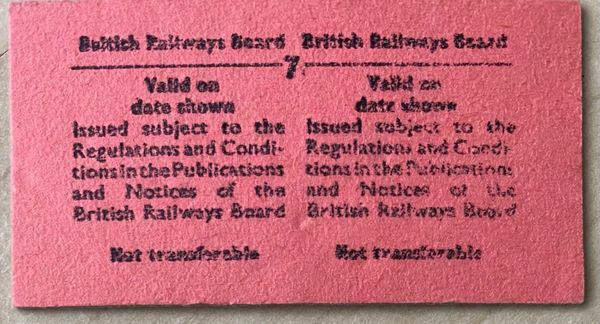 British Railways Board British Railways Board
7
Valid on
date shown
Issued subject to the
Regulations and Condi-
tions in the Publications
and Notices of the
British Railways Board
Not transferable
Valid on
date shown
Issued subject to the
Regulations and Condi-
tions in the Publications
and Notices of the
British Railways Board
Not transferable